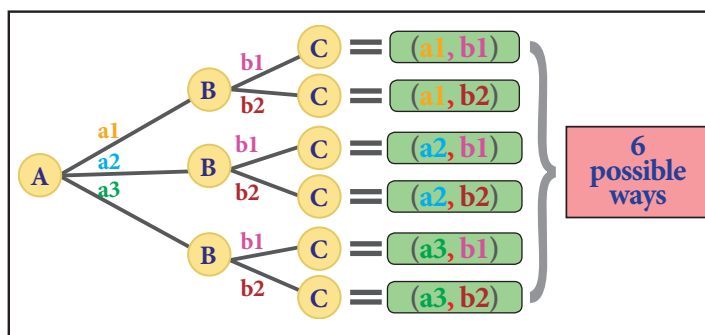 b1
C = (a1, b1)
B
b2
C = (a1, b2)
a1
b1
C = (a2, b1)
A
a2
B
b2
C = (a2, b2)
a3
b1
C = (a3, b1)
B
b2
C = (a3, b2)
6
possible
ways